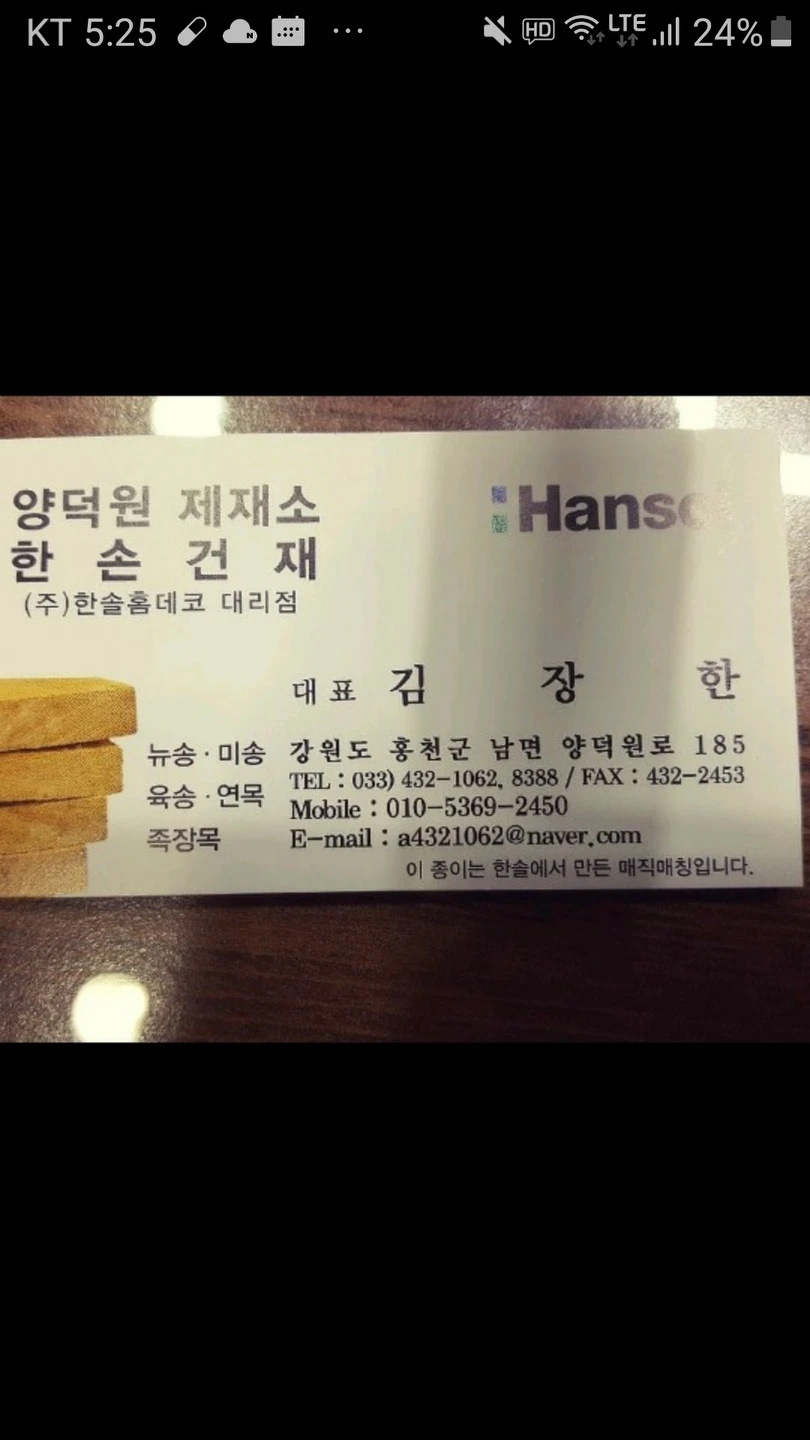 KT 5:25 HD LTE 24%
양덕원 제재소
한 손 건 재
(주)한솔홈데코 대리점
대표 김 장 한
뉴송 · 미송
육송 · 연목
족장목
강원도 홍천군 남면 양덕원로 185
TEL : 033) 432-1062, 8388 / FAX : 432-2453
Mobile : 010-5369-2450
E-mail : a4321062@naver.com
이 종이는 한솔에서 만든 매직매칭입니다.